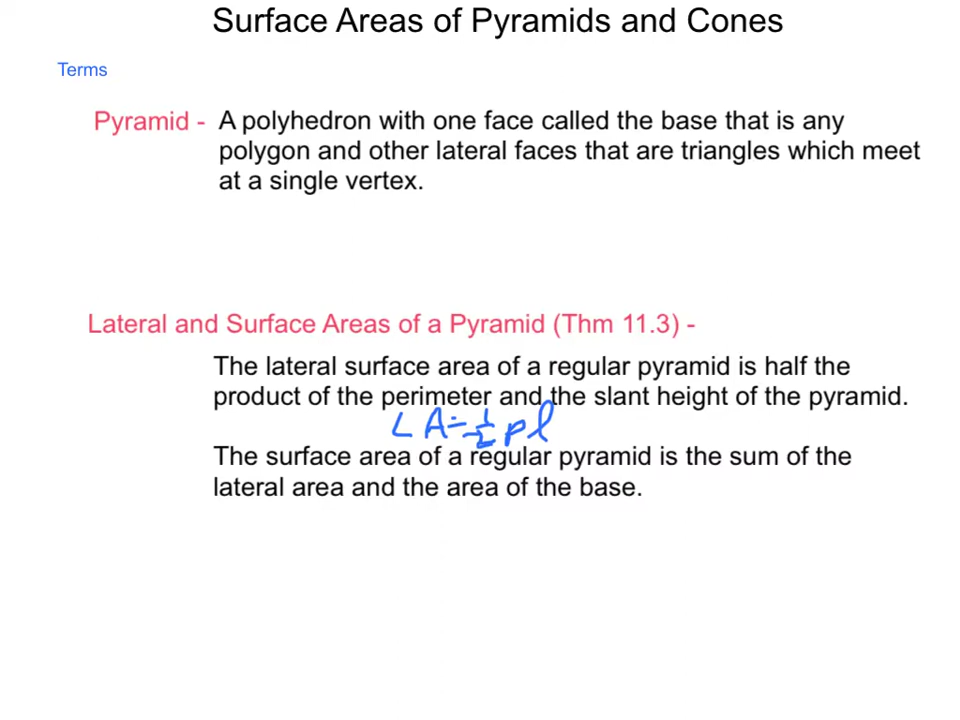 Surface Areas of Pyramids and Cones
Terms
Pyramid - A polyhedron with one face called the base that is any
polygon and other lateral faces that are triangles which meet
at a single vertex.
Lateral and Surface Areas of a Pyramid (Thm 11.3) -
The lateral surface area of a regular pyramid is half the
product of the perimeter and the slant height of the pyramid.
LA=½pl
The surface area of a regular pyramid is the sum of the
lateral area and the area of the base.